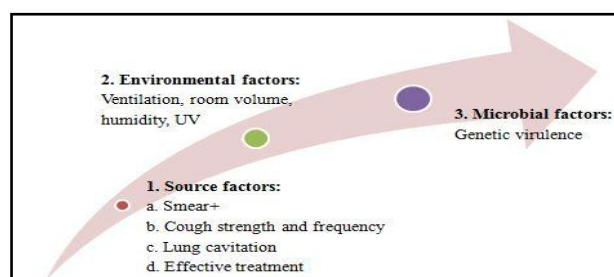 2. Environmental factors:
Ventilation, room volume,
humidity, UV
3. Microbial factors:
Genetic virulence
1. Source factors:
a. Smear+
b. Cough strength and frequency
c. Lung cavitation
d. Effective treatment